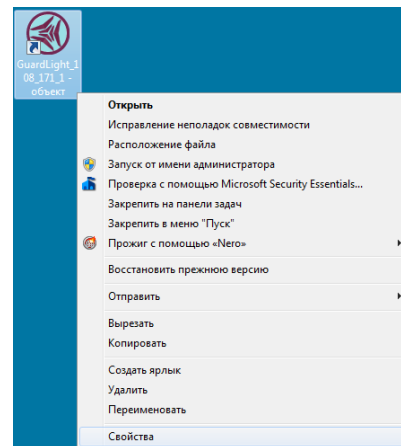 GuardLight_1
08_171_1 -
объект
Открыть
Исправление неполадок совместимости
Расположение файла
Запуск от имени администратора
Проверка с помощью Microsoft Security Essentials...
Закрепить на панели задач
Закрепить в меню "Пуск"
Прожиг с помощью «Nero»
Восстановить прежнюю версию
Отправить
Вырезать
Копировать
Создать ярлык
Удалить
Переименовать
Свойства